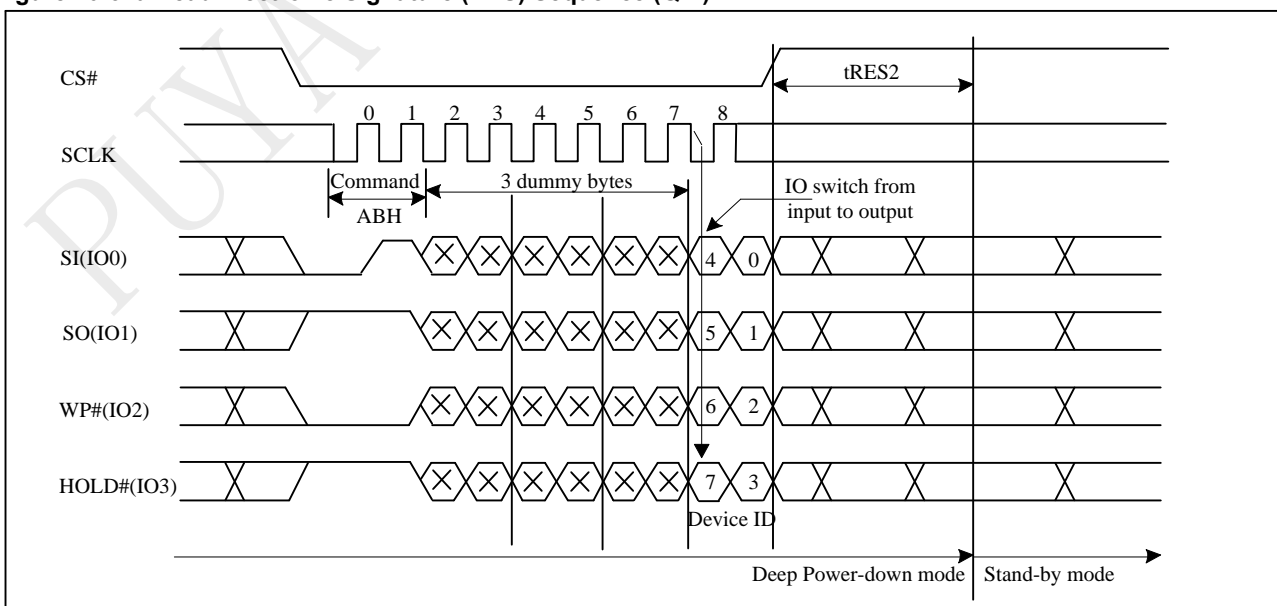 CS#
tRES2
0 1 2 3 4 5 6 7 8
SCLK
Command
3 dummy bytes
IO switch from
input to output
ABH
SI(IO0)
4 0
SO(IO1)
5 1
WP#(IO2)
6 2
HOLD#(IO3)
7 3
Device ID
Deep Power-down mode
Stand-by mode
PUYA